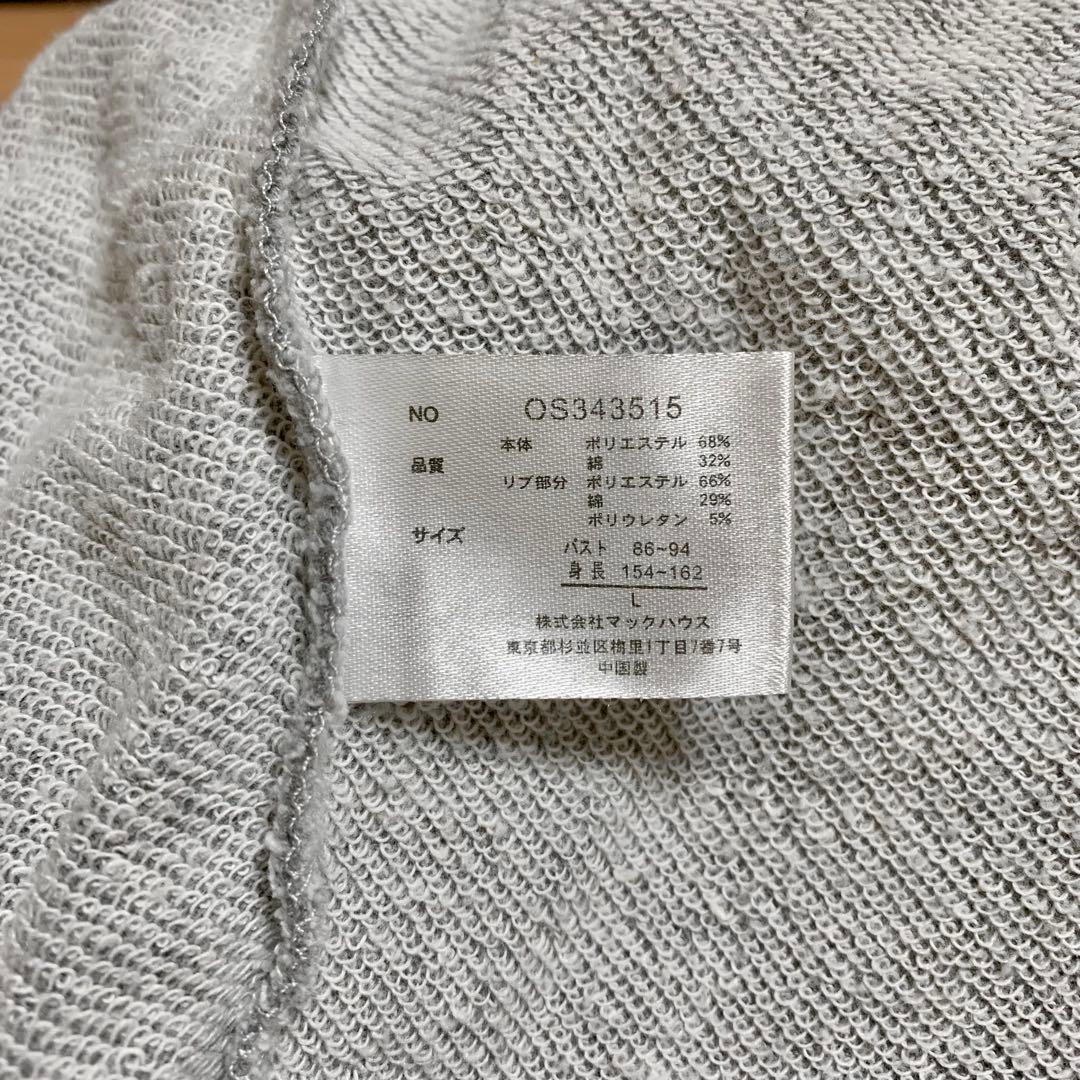 NO OS343515
本体 ポリエステル 68%
品質 綿 32%
リブ部分 ポリエステル 66%
綿 29%
サイズ ポリウレタン 5%
バスト 86~94
身長 154~162
L
株式会社マックハウス
東京都杉並区梅里1丁目7番7号
中国製